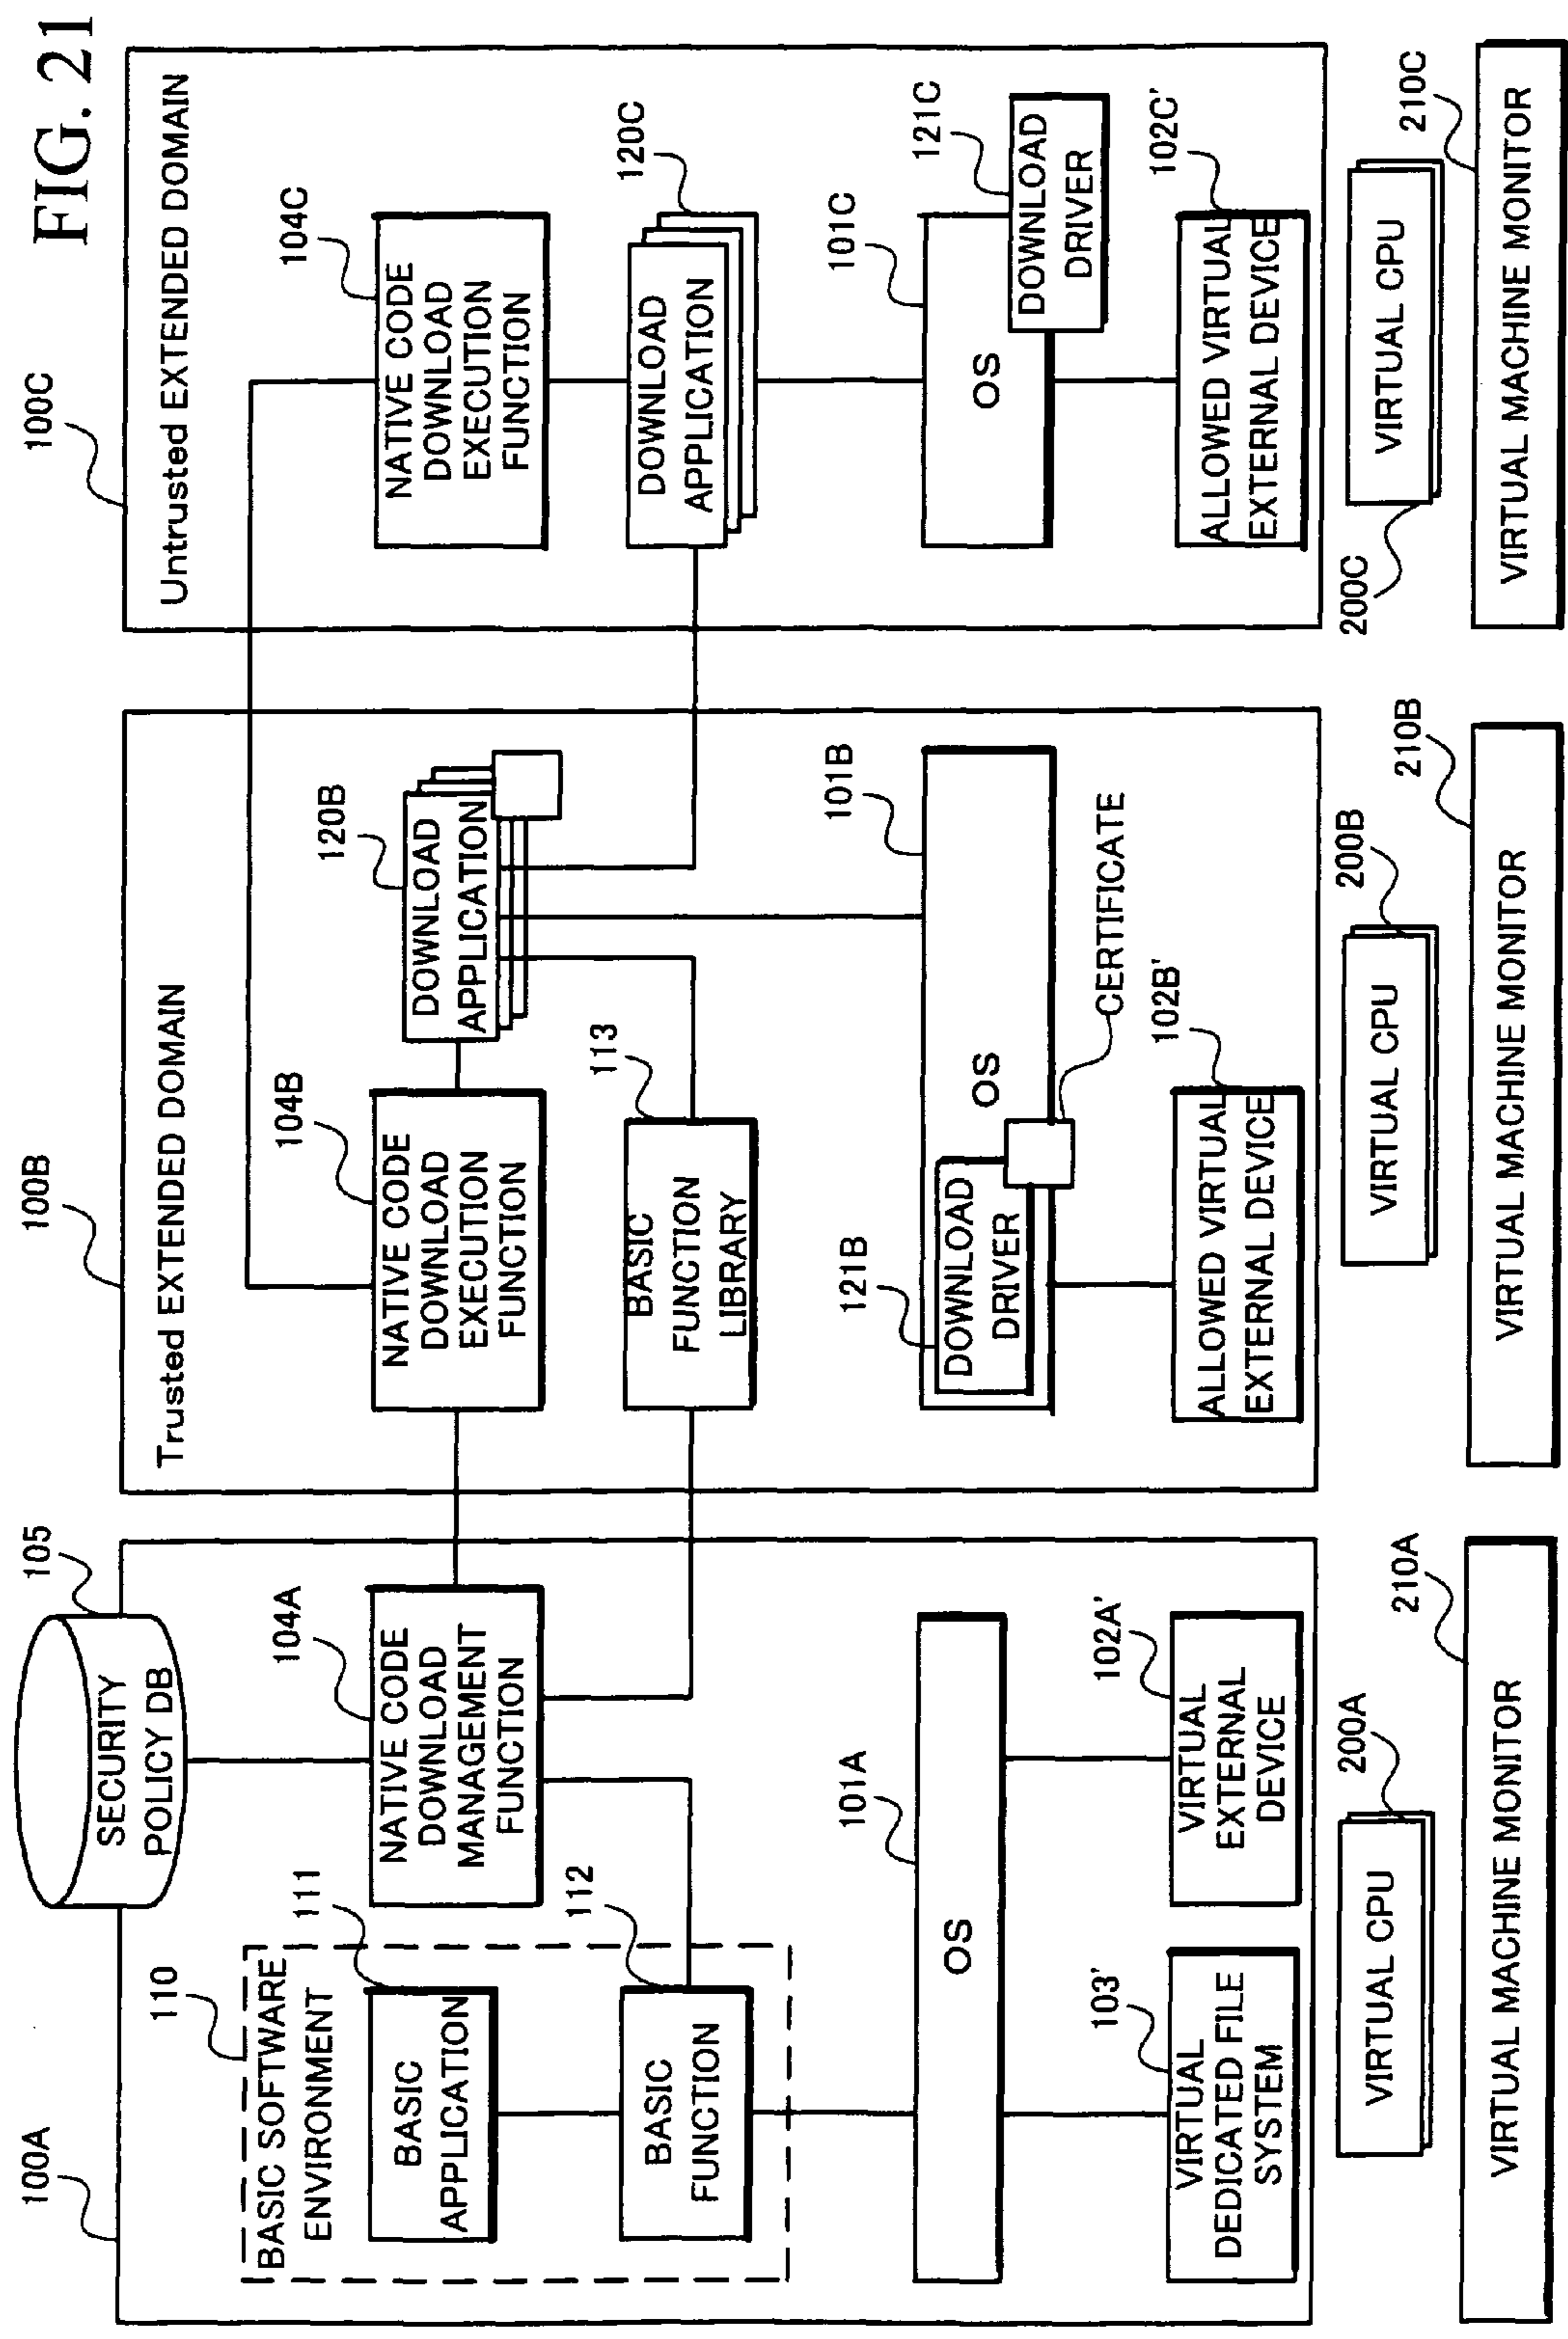 FIG. 21
100A
105
SECURITY
POLICY DB
110
BASIC SOFTWARE
ENVIRONMENT
111
BASIC
APPLICATION
112
BASIC
FUNCTION
104A
NATIVE CODE
DOWNLOAD
MANAGEMENT
FUNCTION
101A
OS
103'
VIRTUAL
DEDICATED FILE
SYSTEM
102A'
VIRTUAL
EXTERNAL
DEVICE
200A
VIRTUAL CPU
210A
VIRTUAL MACHINE MONITOR
100B
Trusted EXTENDED DOMAIN
104B
NATIVE CODE
DOWNLOAD
EXECUTION
FUNCTION
120B
DOWNLOAD
APPLICATION
113
BASIC
FUNCTION
LIBRARY
101B
OS
121B
DOWNLOAD
DRIVER
CERTIFICATE
102B'
ALLOWED VIRTUAL
EXTERNAL DEVICE
200B
VIRTUAL CPU
210B
VIRTUAL MACHINE MONITOR
100C
Untrusted EXTENDED DOMAIN
104C
NATIVE CODE
DOWNLOAD
EXECUTION
FUNCTION
120C
DOWNLOAD
APPLICATION
101C
OS
121C
DOWNLOAD
DRIVER
102C'
ALLOWED VIRTUAL
EXTERNAL DEVICE
200C
VIRTUAL CPU
210C
VIRTUAL MACHINE MONITOR